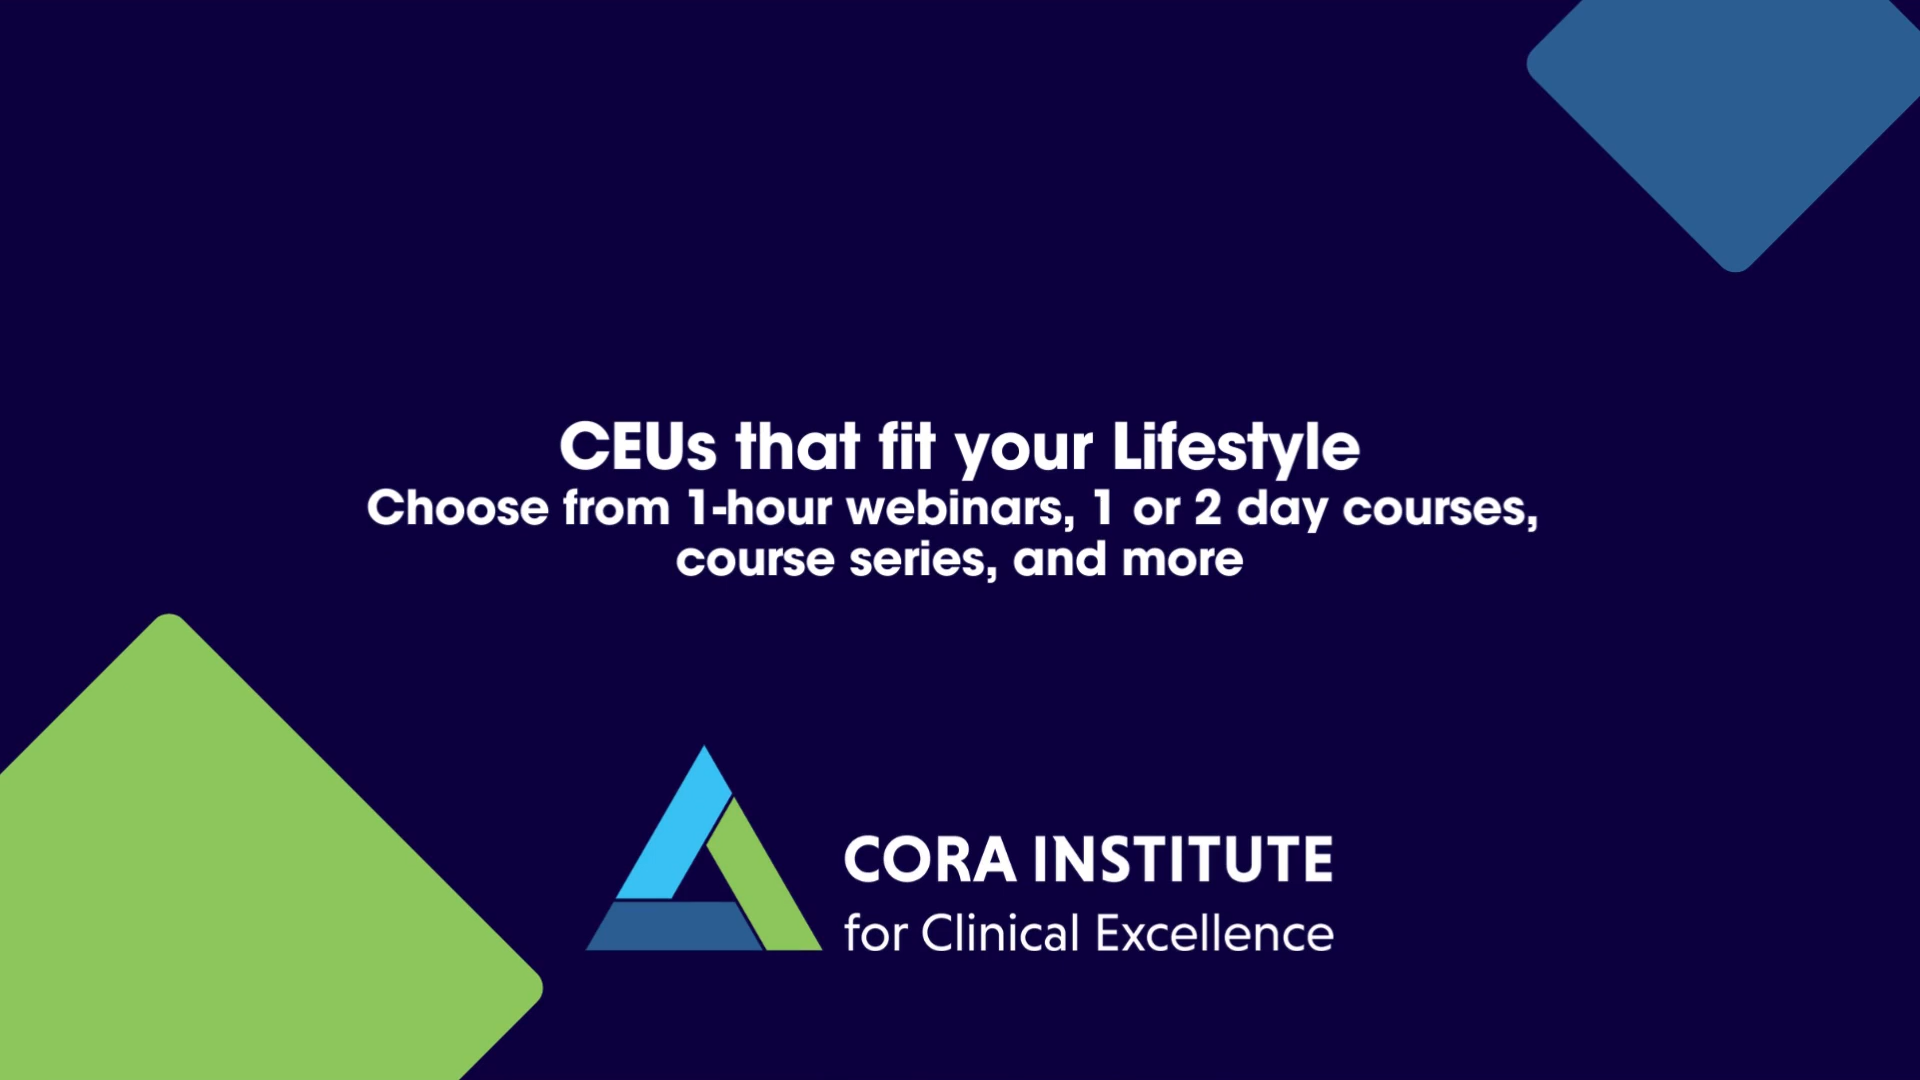 CEUs that fit your Lifestyle
Choose from 1-hour webinars, 1 or 2 day courses,
course series, and more
CORA INSTITUTE
for Clinical Excellence